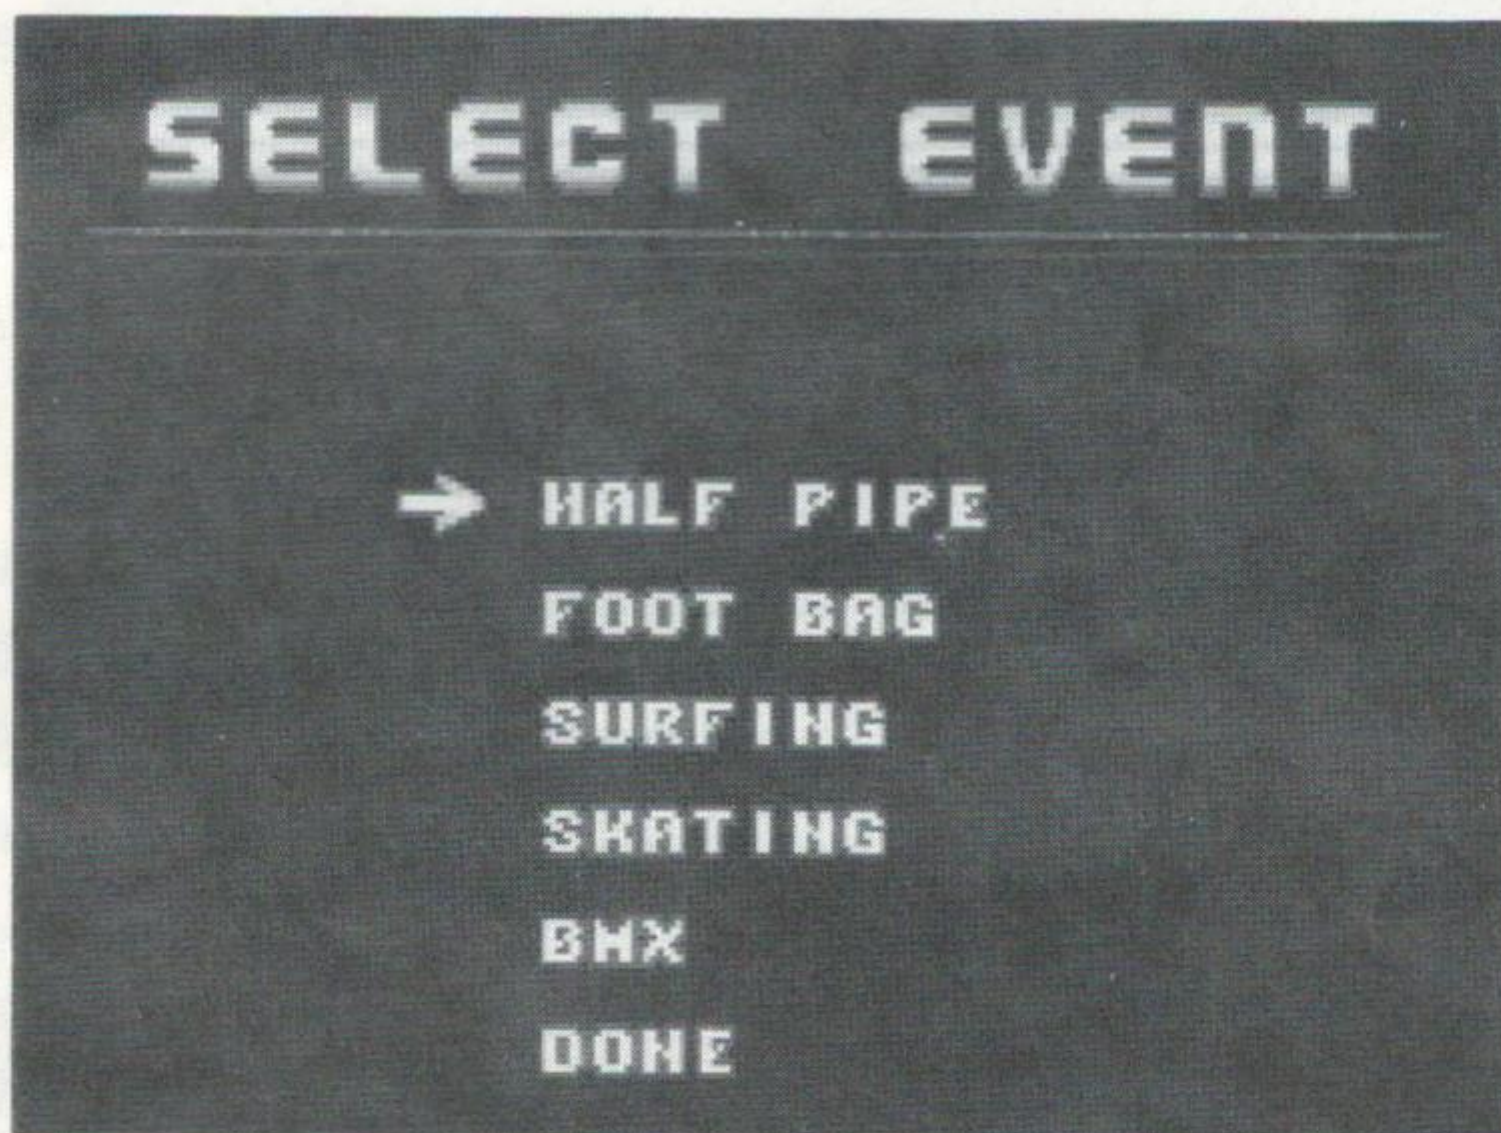 SELECT EVENT
HALF PIPE
FOOT BAG
SURFING
SKATING
BMX
DONE